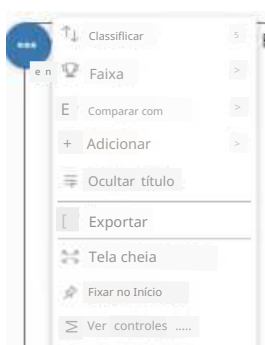 Classificar
e n
Faixa >
E Comparar com >
+ Adicionar >
Ocultar título
[ Exportar
Tela cheia
Fixar no Início
Ver controles .....